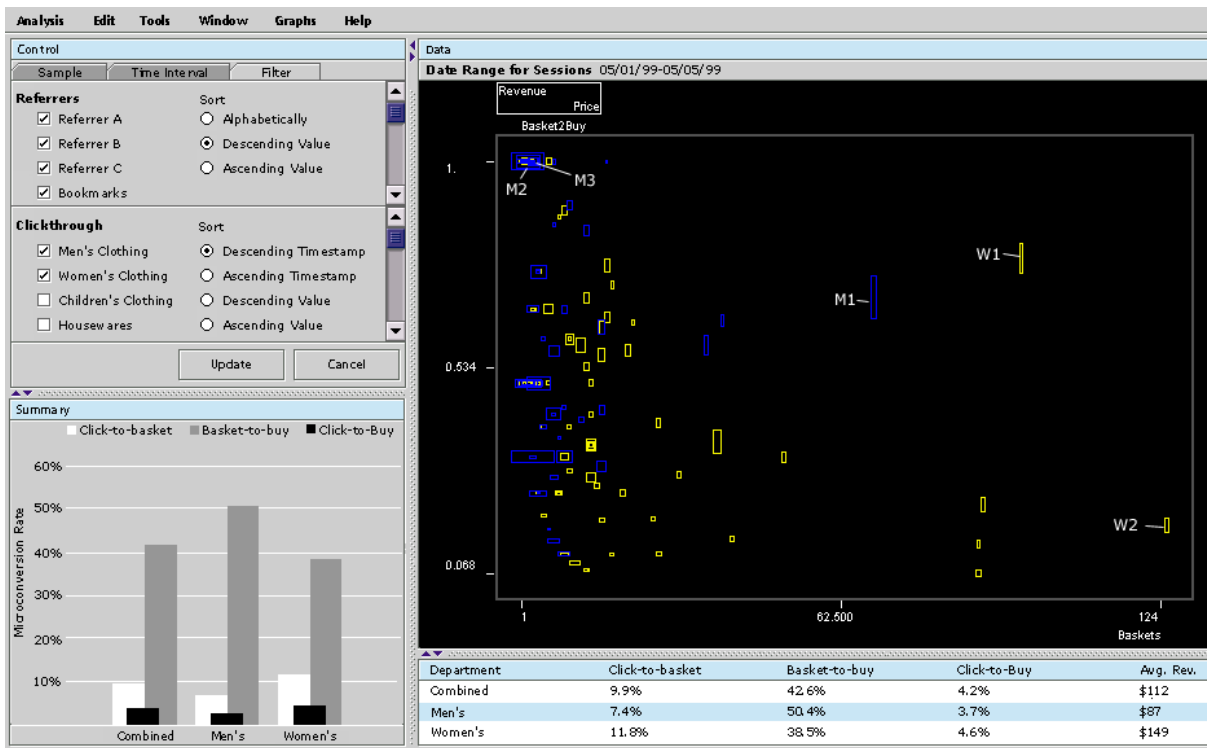 Analysis Edit Tools Window Graphs Help
Control
Sample Time Interval Filter
Referrers Sort
Referrer A Alphabetically
Referrer B Descending Value
Referrer C Ascending Value
Bookmarks
Clickthrough Sort
Men's Clothing Descending Timestamp
Women's Clothing Ascending Timestamp
Children's Clothing Descending Value
Housewares Ascending Value
Update Cancel
Summary
Click-to-basket Basket-to-buy Click-to-Buy
60%
50%
40%
30%
20%
10%
Microconversion Rate
Combined Men's Women's
Data
Date Range for Sessions 05/01/99-05/05/99
Revenue
Price
Basket2Buy
1.
M2 M3
W1
M1
0.534
W2
0.068
1 62.500 124
Baskets
Department Click-to-basket Basket-to-buy Click-to-Buy Avg. Rev.
Combined 9.9% 42.6% 4.2% $112
Men's 7.4% 50.4% 3.7% $87
Women's 11.8% 38.5% 4.6% $149